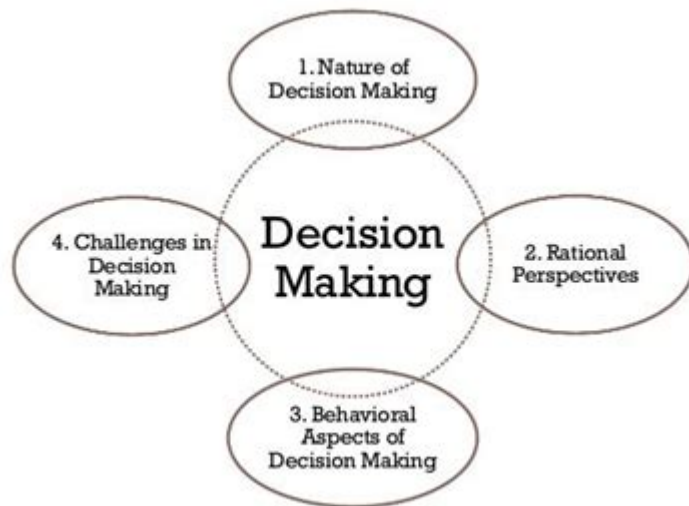 1. Nature of
Decision Making
Decision
Making
2. Rational
Perspectives
3. Behavioral
Aspects of
Decision Making
4. Challenges in
Decision
Making